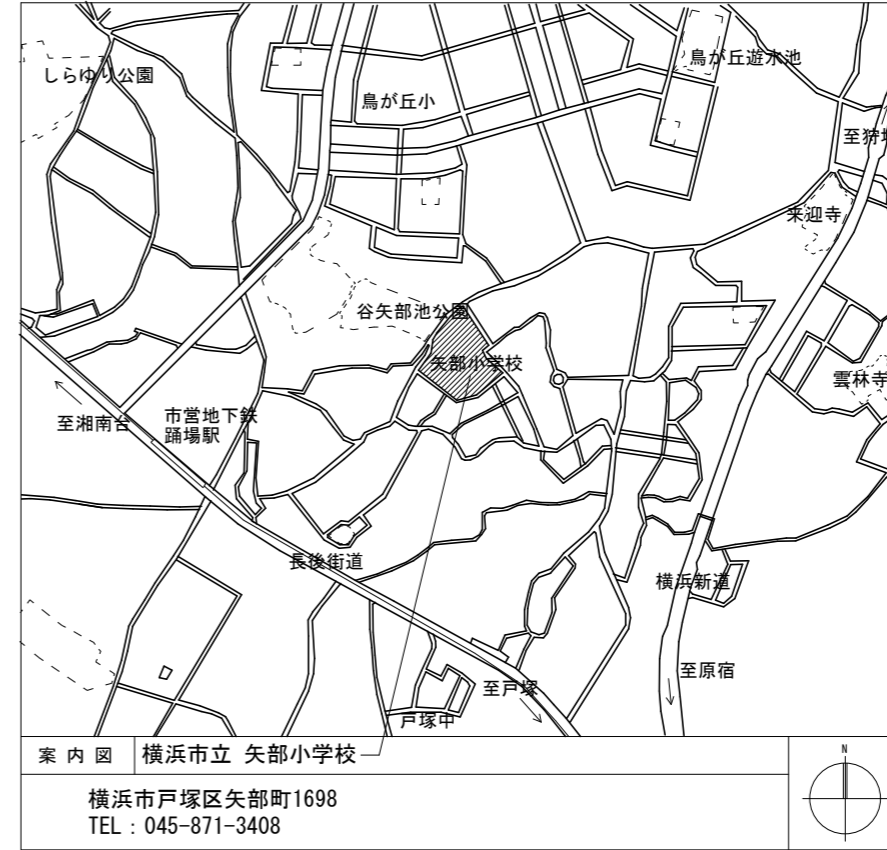 しらゆり公園
鳥が丘遊水池
鳥が丘小
至狩場
来迎寺
谷矢部池公園
矢部小学校
雲林寺
至湘南台
市営地下鉄
踊場駅
長後街道
横浜新道
至原宿
至戸塚
戸塚中
案内図
横浜市立 矢部小学校
N
横浜市戸塚区矢部町1698
TEL：045-871-3408